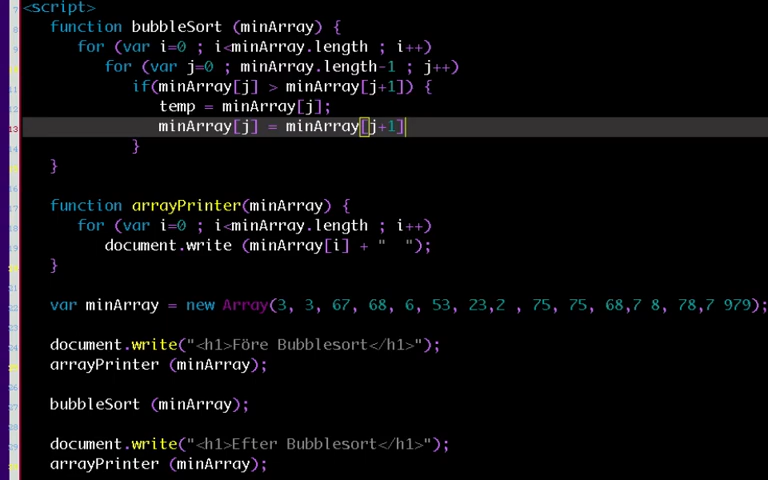 <script>
function bubbleSort (minArray) {
for (var i=0 ; i<minArray.length ; i++)
for (var j=0 ; minArray.length-1 ; j++)
if(minArray[j] > minArray[j+1]) {
temp = minArray[j];
13 minArray[j] = minArray[j+1]
}
}
function arrayPrinter(minArray) {
for (var i=0 ; i<minArray.length ; i++)
document.write (minArray[i] + "  ");
}
var minArray = new Array(3, 3, 67, 68, 6, 53, 23,2 , 75, 75, 68,7 8, 78,7 979);
document.write("<h1>Före Bubblesort</h1>");
arrayPrinter (minArray);
bubbleSort (minArray);
document.write("<h1>Efter Bubblesort</h1>");
arrayPrinter (minArray);